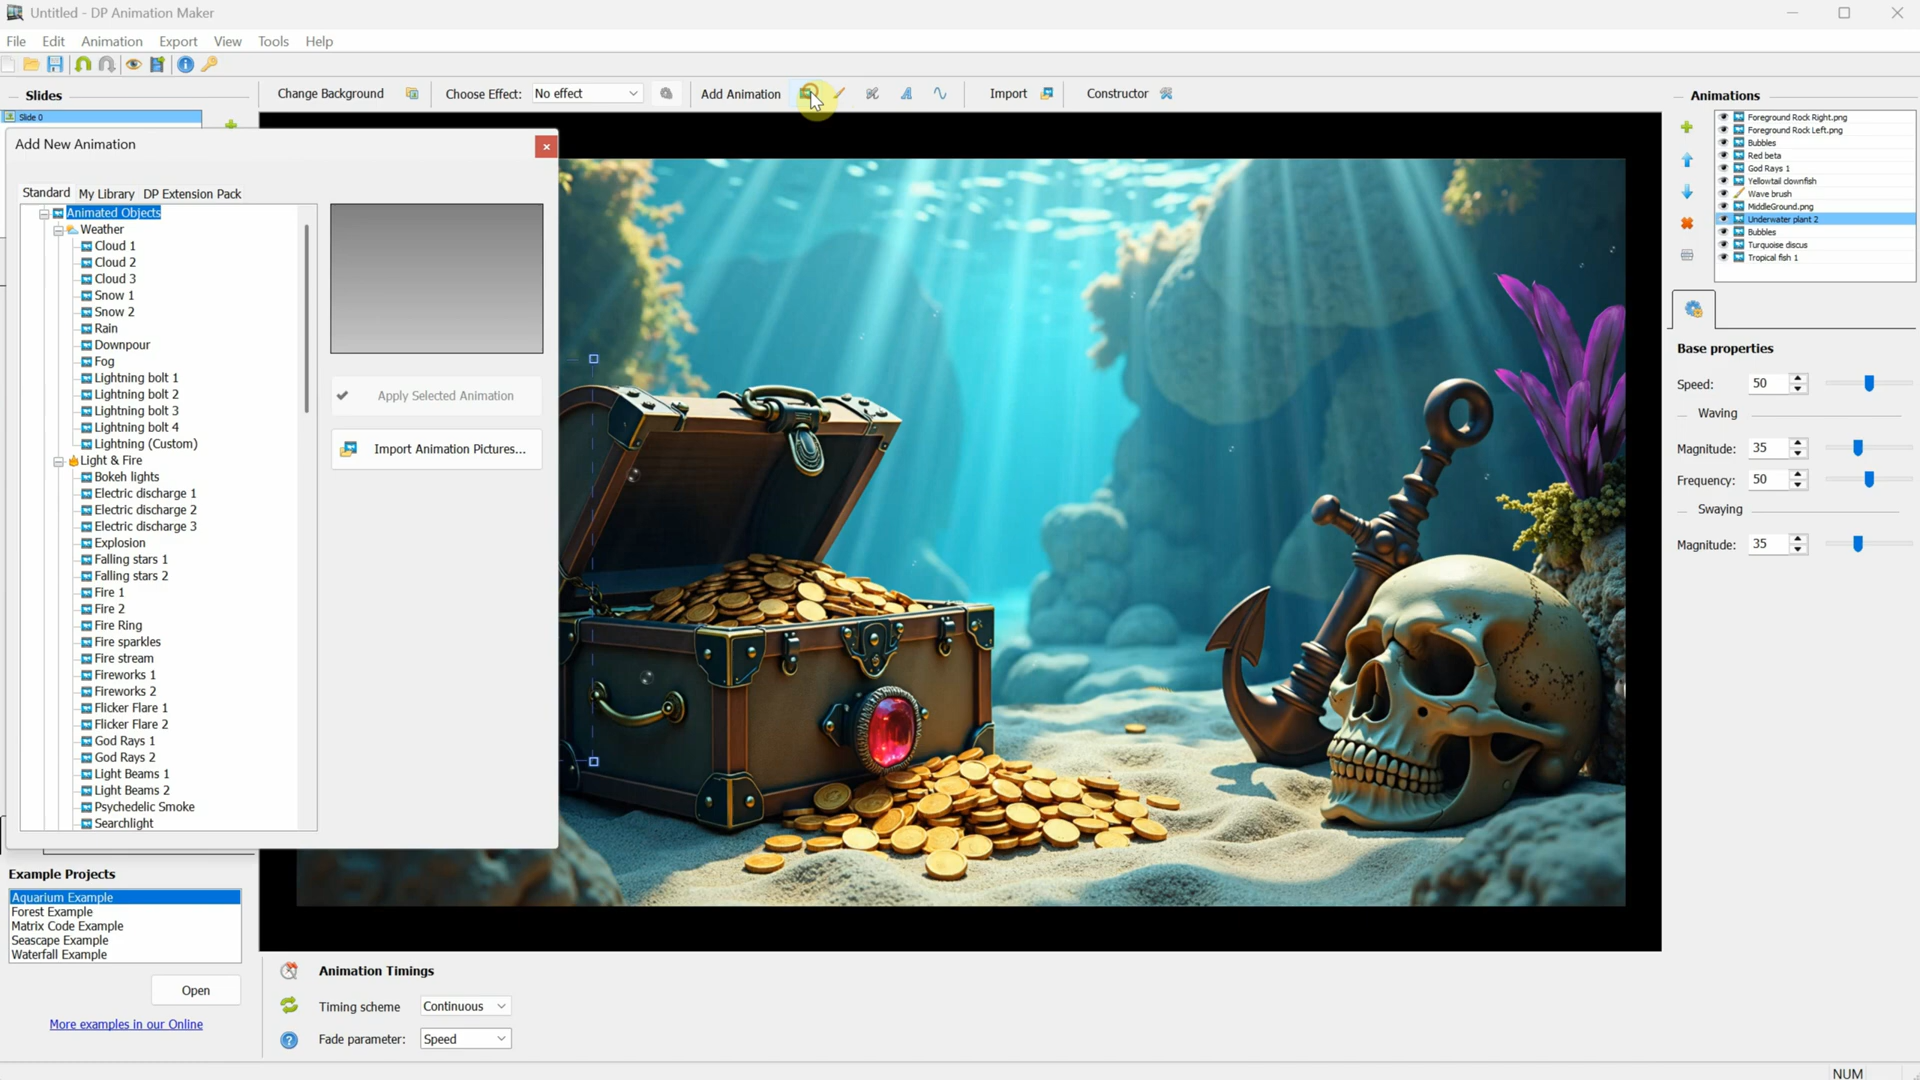 Untitled - DP Animation Maker
File Edit Animation Export View Tools Help
Slides
Change Background
Choose Effect: No effect
Add Animation
Import
Constructor
Slide 0
Add New Animation
Standard My Library DP Extension Pack
Animated Objects
Weather
Cloud 1
Cloud 2
Cloud 3
Snow 1
Snow 2
Rain
Downpour
Fog
Lightning bolt 1
Lightning bolt 2
Lightning bolt 3
Lightning bolt 4
Lightning (Custom)
Light & Fire
Bokeh lights
Electric discharge 1
Electric discharge 2
Electric discharge 3
Explosion
Falling stars 1
Falling stars 2
Fire 1
Fire 2
Fire Ring
Fire sparkles
Fire stream
Fireworks 1
Fireworks 2
Flicker Flare 1
Flicker Flare 2
God Rays 1
God Rays 2
Light Beams 1
Light Beams 2
Psychedelic Smoke
Searchlight
Apply Selected Animation
Import Animation Pictures...
Example Projects
Aquarium Example
Forest Example
Matrix Code Example
Seascape Example
Waterfall Example
Open
More examples in our Online
Animation Timings
Timing scheme Continuous
Fade parameter: Speed
Animations
Foreground Rock Right.png
Foreground Rock Left.png
Bubbles
Red beta
God Rays 1
Yellowtail clownfish
Wave brush
MiddleGround.png
Underwater plant 2
Bubbles
Turquoise discus
Tropical fish 1
Base properties
Speed: 50
Waving
Magnitude: 35
Frequency: 50
Swaying
Magnitude: 35
NUM